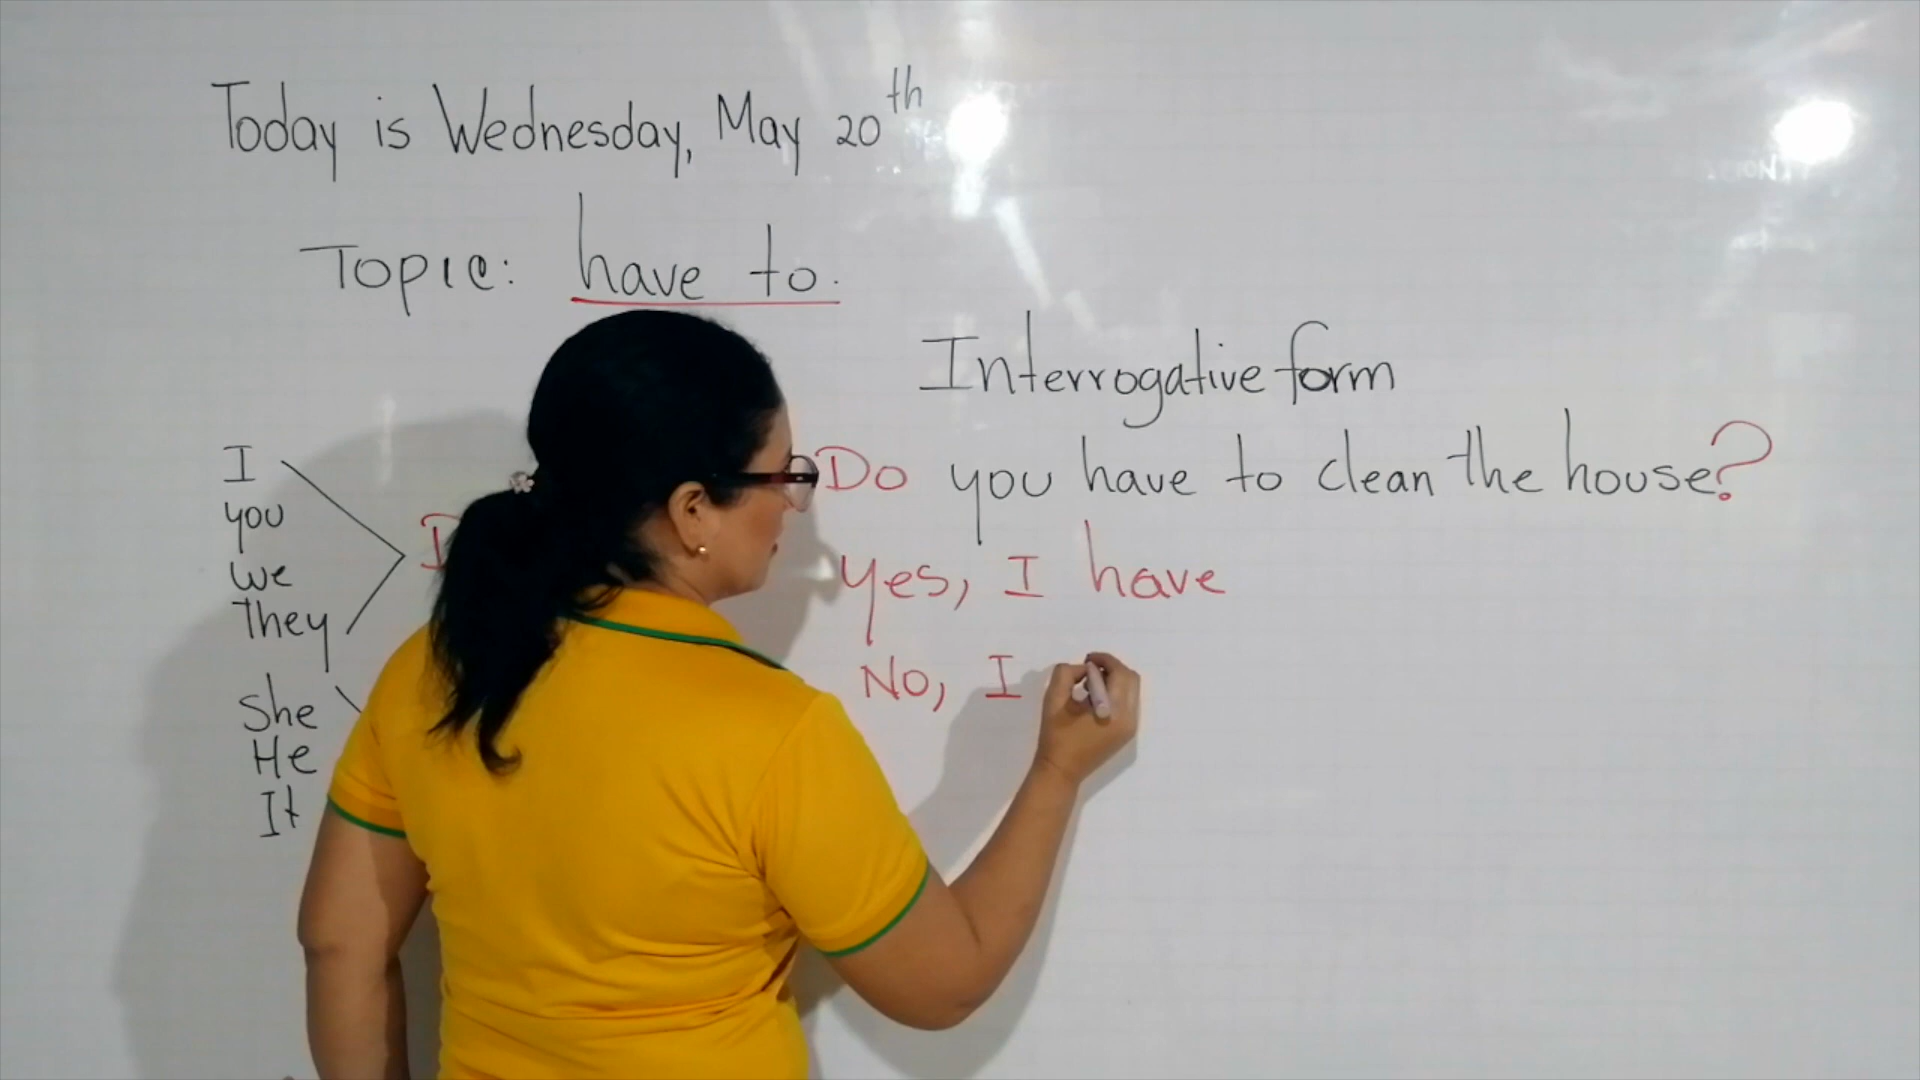 Today is Wednesday, May 20th
Topic: have to.
Interrogative form
I
you
we
They
She
He
It
Do you have to clean the house?
Yes, I have
No, I